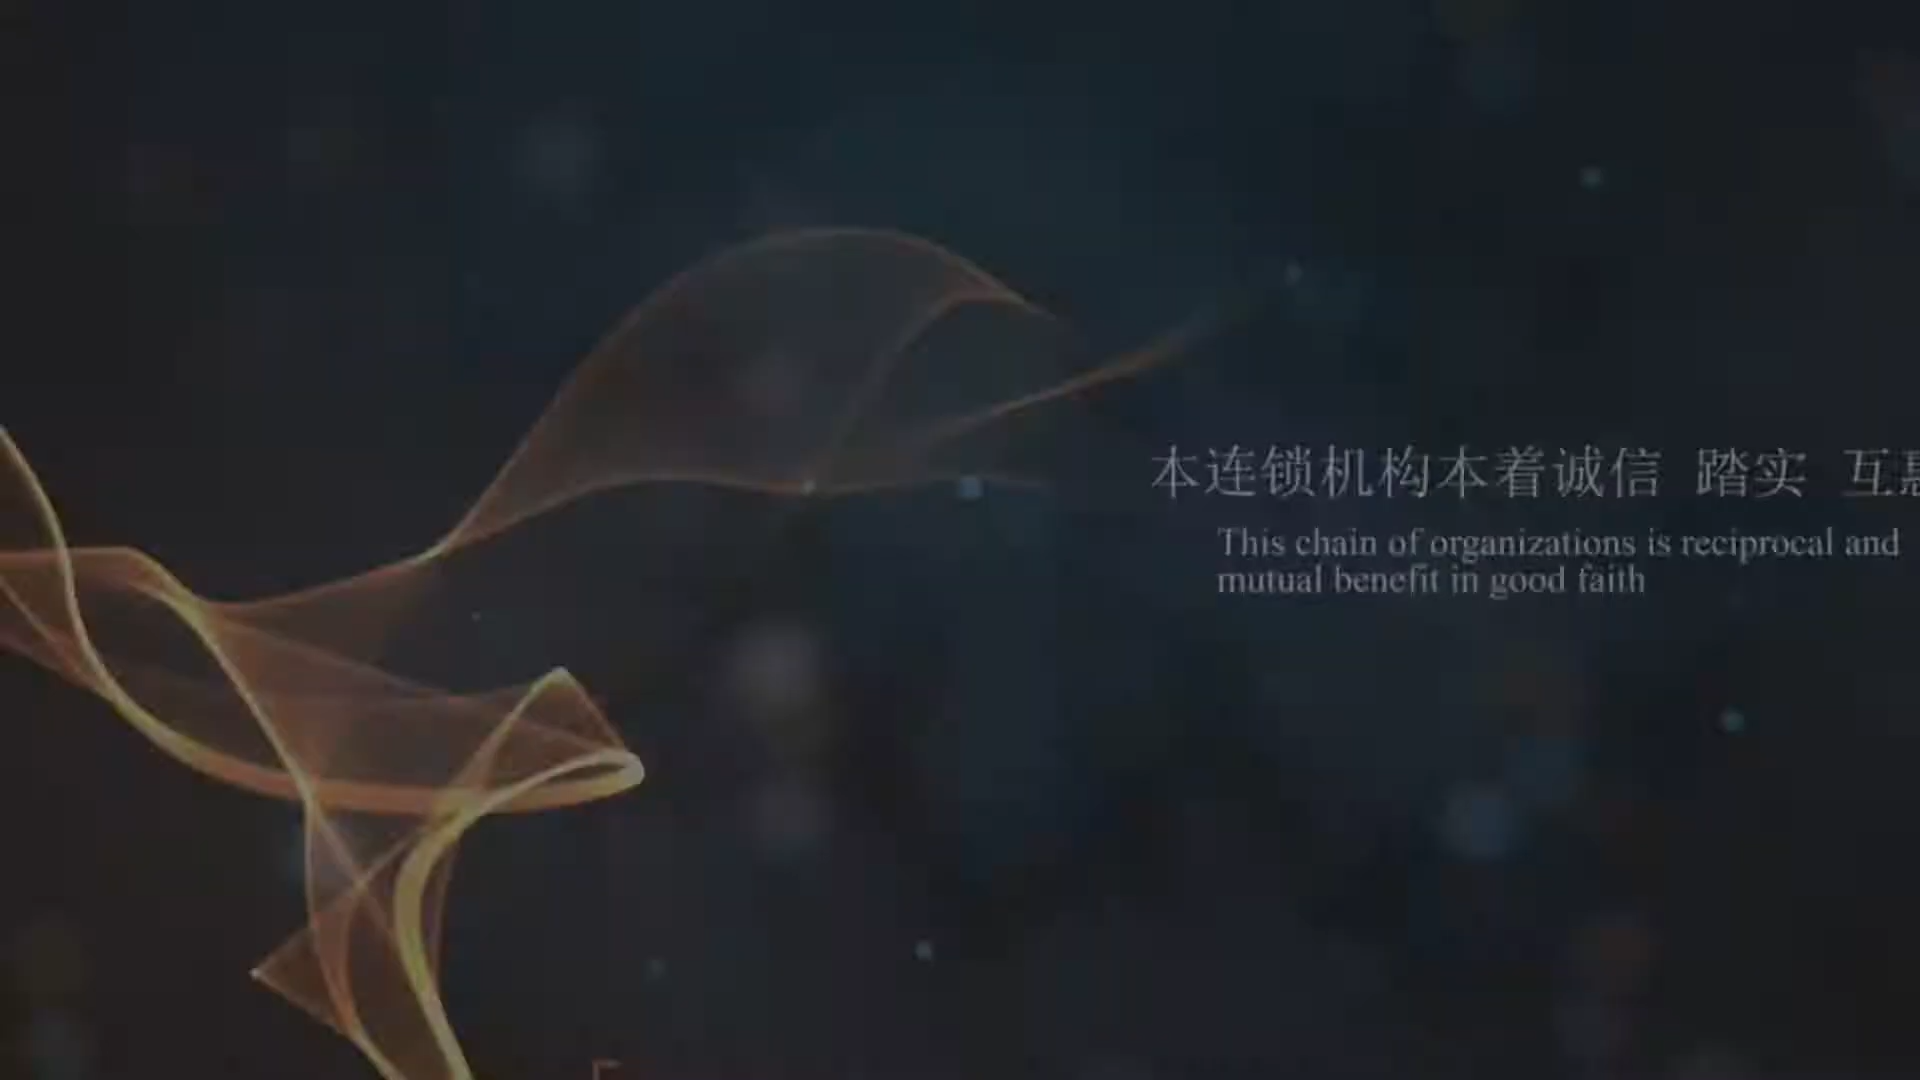 本连锁机构本着诚信 踏实 互惠
This chain of organizations is reciprocal and
mutual benefit in good faith